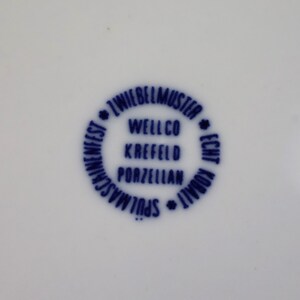 ZWIEBELMUSTER * ECHT KOBALT * SPÜLMASCHINENFEST *
WELLCO
KREFELD
PORZELLAN